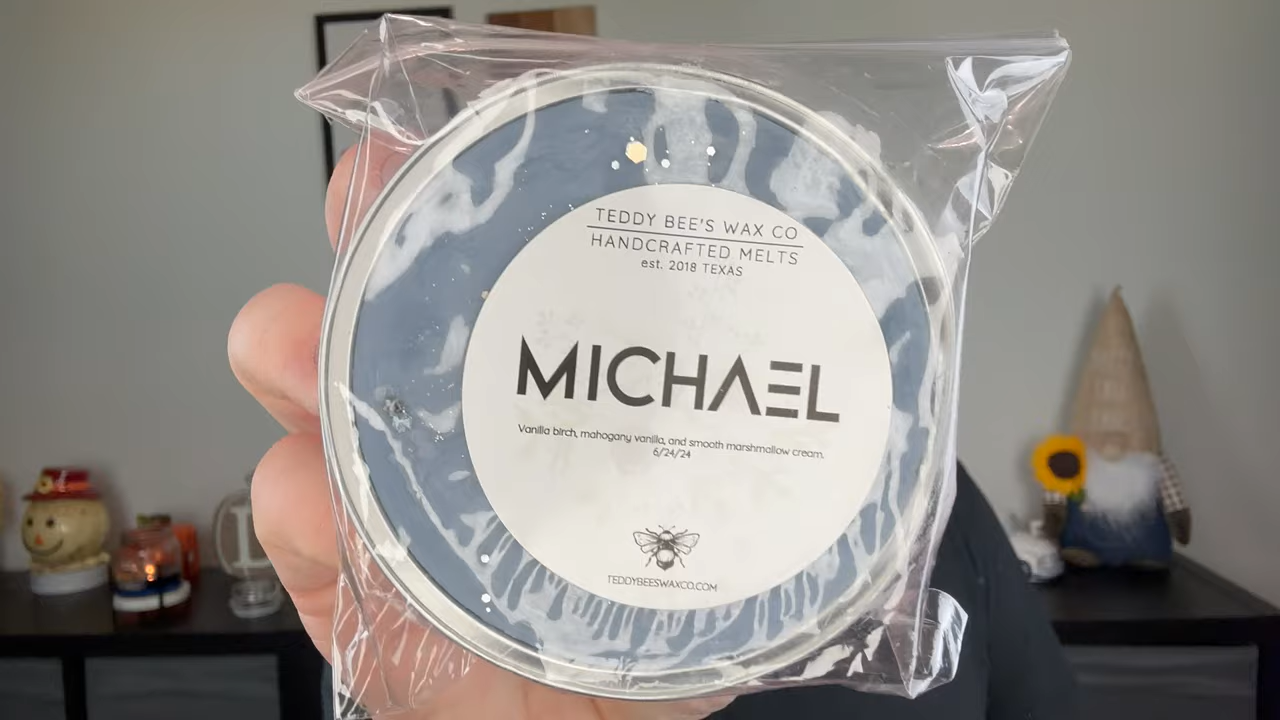 TEDDY BEE'S WAX CO
HANDCRAFTED MELTS
est. 2018 TEXAS
MICHAEL
Vanilla birch, mahogany vanilla, and smooth marshmallow cream.
6/24/24
TEDDYBEESWAXCO.COM